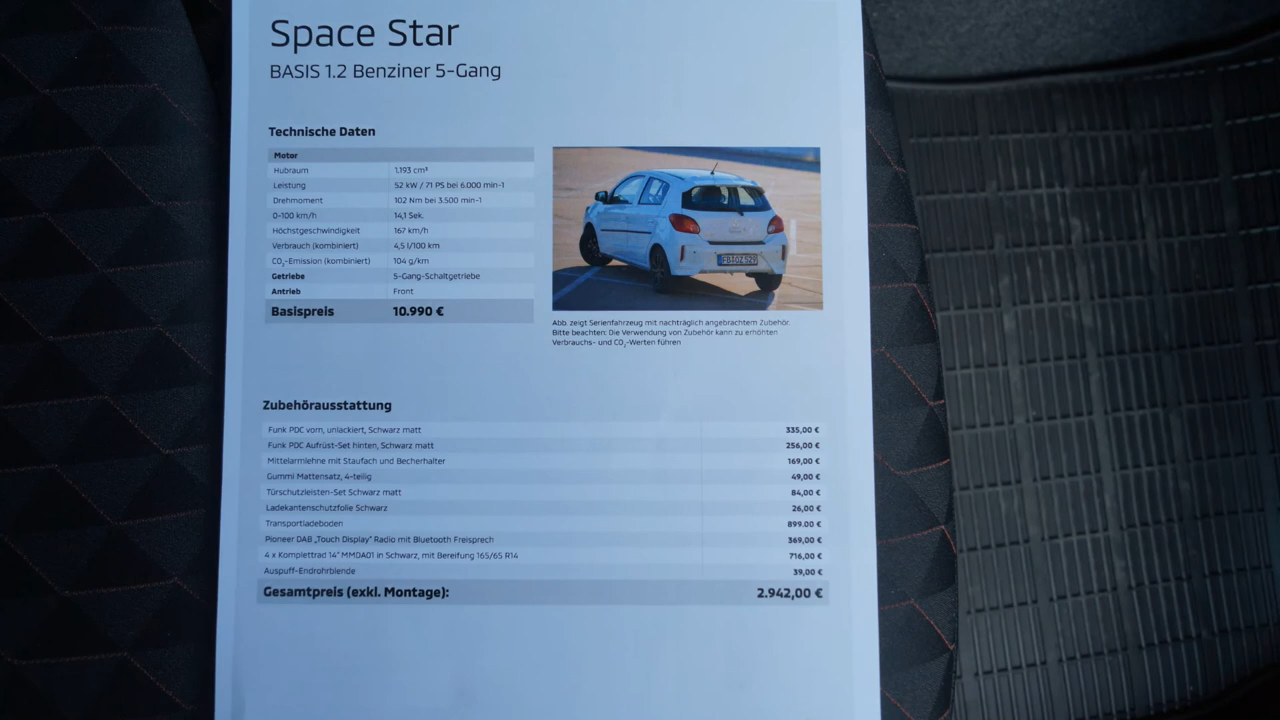 Space Star
BASIS 1.2 Benziner 5-Gang
Technische Daten
Motor
Hubraum 1.193 cm³
Leistung 52 kW / 71 PS bei 6.000 min-1
Drehmoment 102 Nm bei 3.500 min-1
0-100 km/h 14,1 Sek.
Höchstgeschwindigkeit 167 km/h
Verbrauch (kombiniert) 4,5 l/100 km
CO₂-Emission (kombiniert) 104 g/km
Getriebe 5-Gang-Schaltgetriebe
Antrieb Front
Basispreis 10.990 €
FB:OZ 529
Abb. zeigt Serienfahrzeug mit nachträglich angebrachtem Zubehör.
Bitte beachten: Die Verwendung von Zubehör kann zu erhöhten
Verbrauchs- und CO₂-Werten führen
Zubehörausstattung
Funk PDC vorn, unlackiert, Schwarz matt 335,00 €
Funk PDC Aufrüst-Set hinten, Schwarz matt 256,00 €
Mittelarmlehne mit Staufach und Becherhalter 169,00 €
Gummi Mattensatz, 4-teilig 49,00 €
Türschutzleisten-Set Schwarz matt 84,00 €
Ladekantenschutzfolie Schwarz 26,00 €
Transportladeboden 899.00 €
Pioneer DAB „Touch Display" Radio mit Bluetooth Freisprech 369,00 €
4 x Komplettrad 14" MMDA01 in Schwarz, mit Bereifung 165/65 R14 716,00 €
Auspuff-Endrohrblende 39,00 €
Gesamtpreis (exkl. Montage): 2.942,00 €